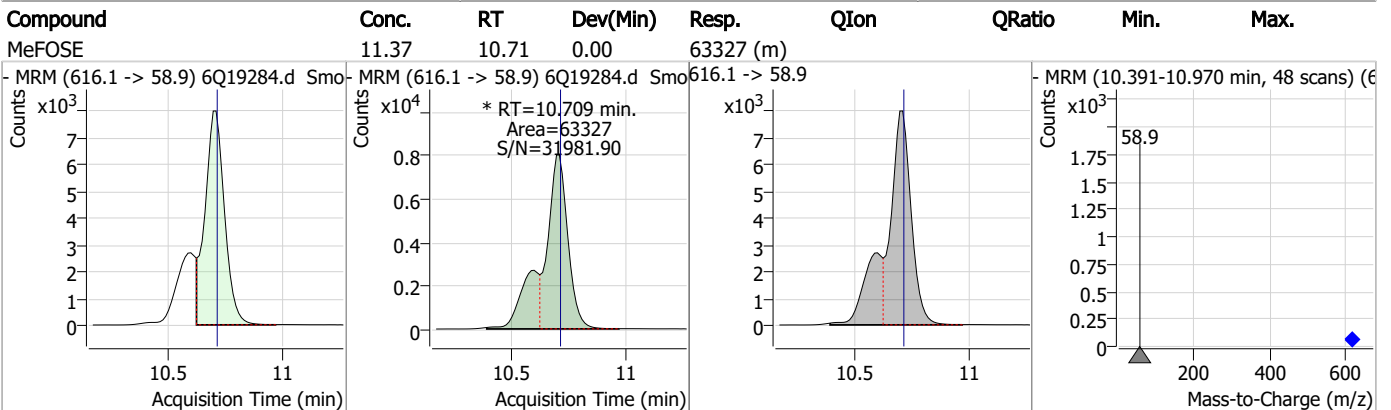 Compound Conc. RT Dev(Min) Resp. QIon QRatio Min. Max.
MeFOSE 11.37 10.71 0.00 63327 (m)
- MRM (616.1 -> 58.9) 6Q19284.d Smo
Counts
x10³
7
6
5
4
3
2
1
0
10.5 11
Acquisition Time (min)
- MRM (616.1 -> 58.9) 6Q19284.d Smo
Counts
x10⁴
* RT=10.709 min.
Area=63327
S/N=31981.90
0.8
0.6
0.4
0.2
0
10.5 11
Acquisition Time (min)
616.1 -> 58.9
x10³
7
6
5
4
3
2
1
0
10.5 11
Acquisition Time (min)
- MRM (10.391-10.970 min, 48 scans) (6
Counts
x10³
58.9
1.75
1.5
1.25
1
0.75
0.5
0.25
0
200 400 600
Mass-to-Charge (m/z)